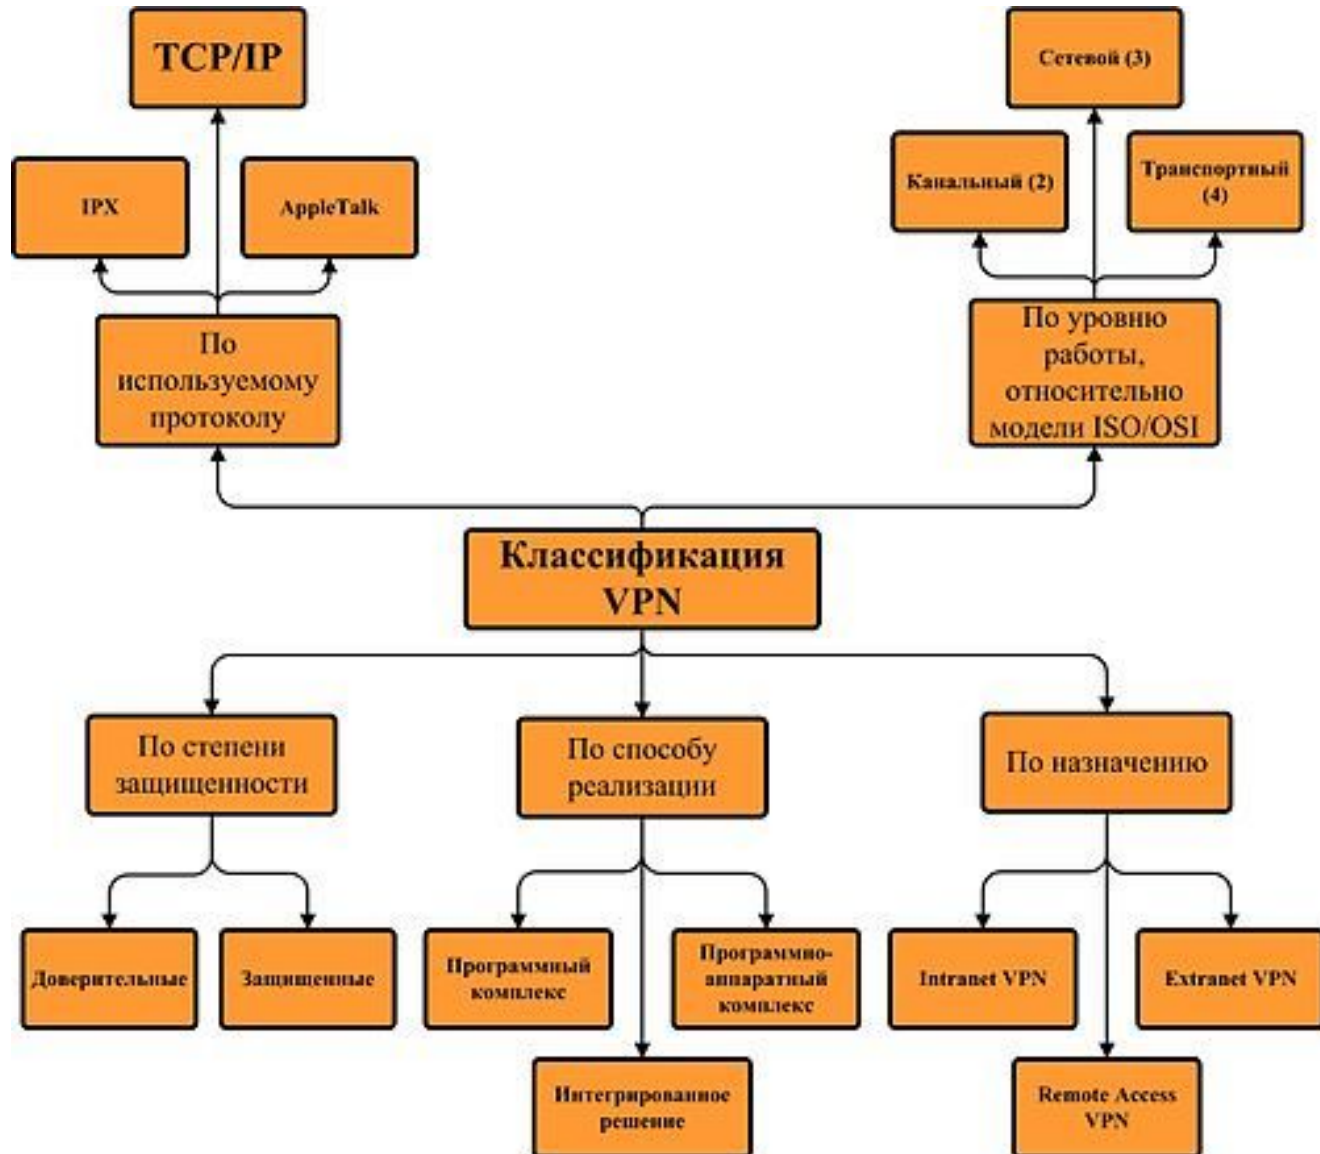 TCP/IP
Сетевой (3)
IPX
AppleTalk
Канальный (2)
Транспортный
(4)
По
используемому
протоколу
По уровню
работы,
относительно
модели ISO/OSI
Классификация
VPN
По степени
защищенности
По способу
реализации
По назначению
Доверительные
Защищенные
Программный
комплекс
Программно-
аппаратный
комплекс
Intranet VPN
Extranet VPN
Интегрированное
решение
Remote Access
VPN